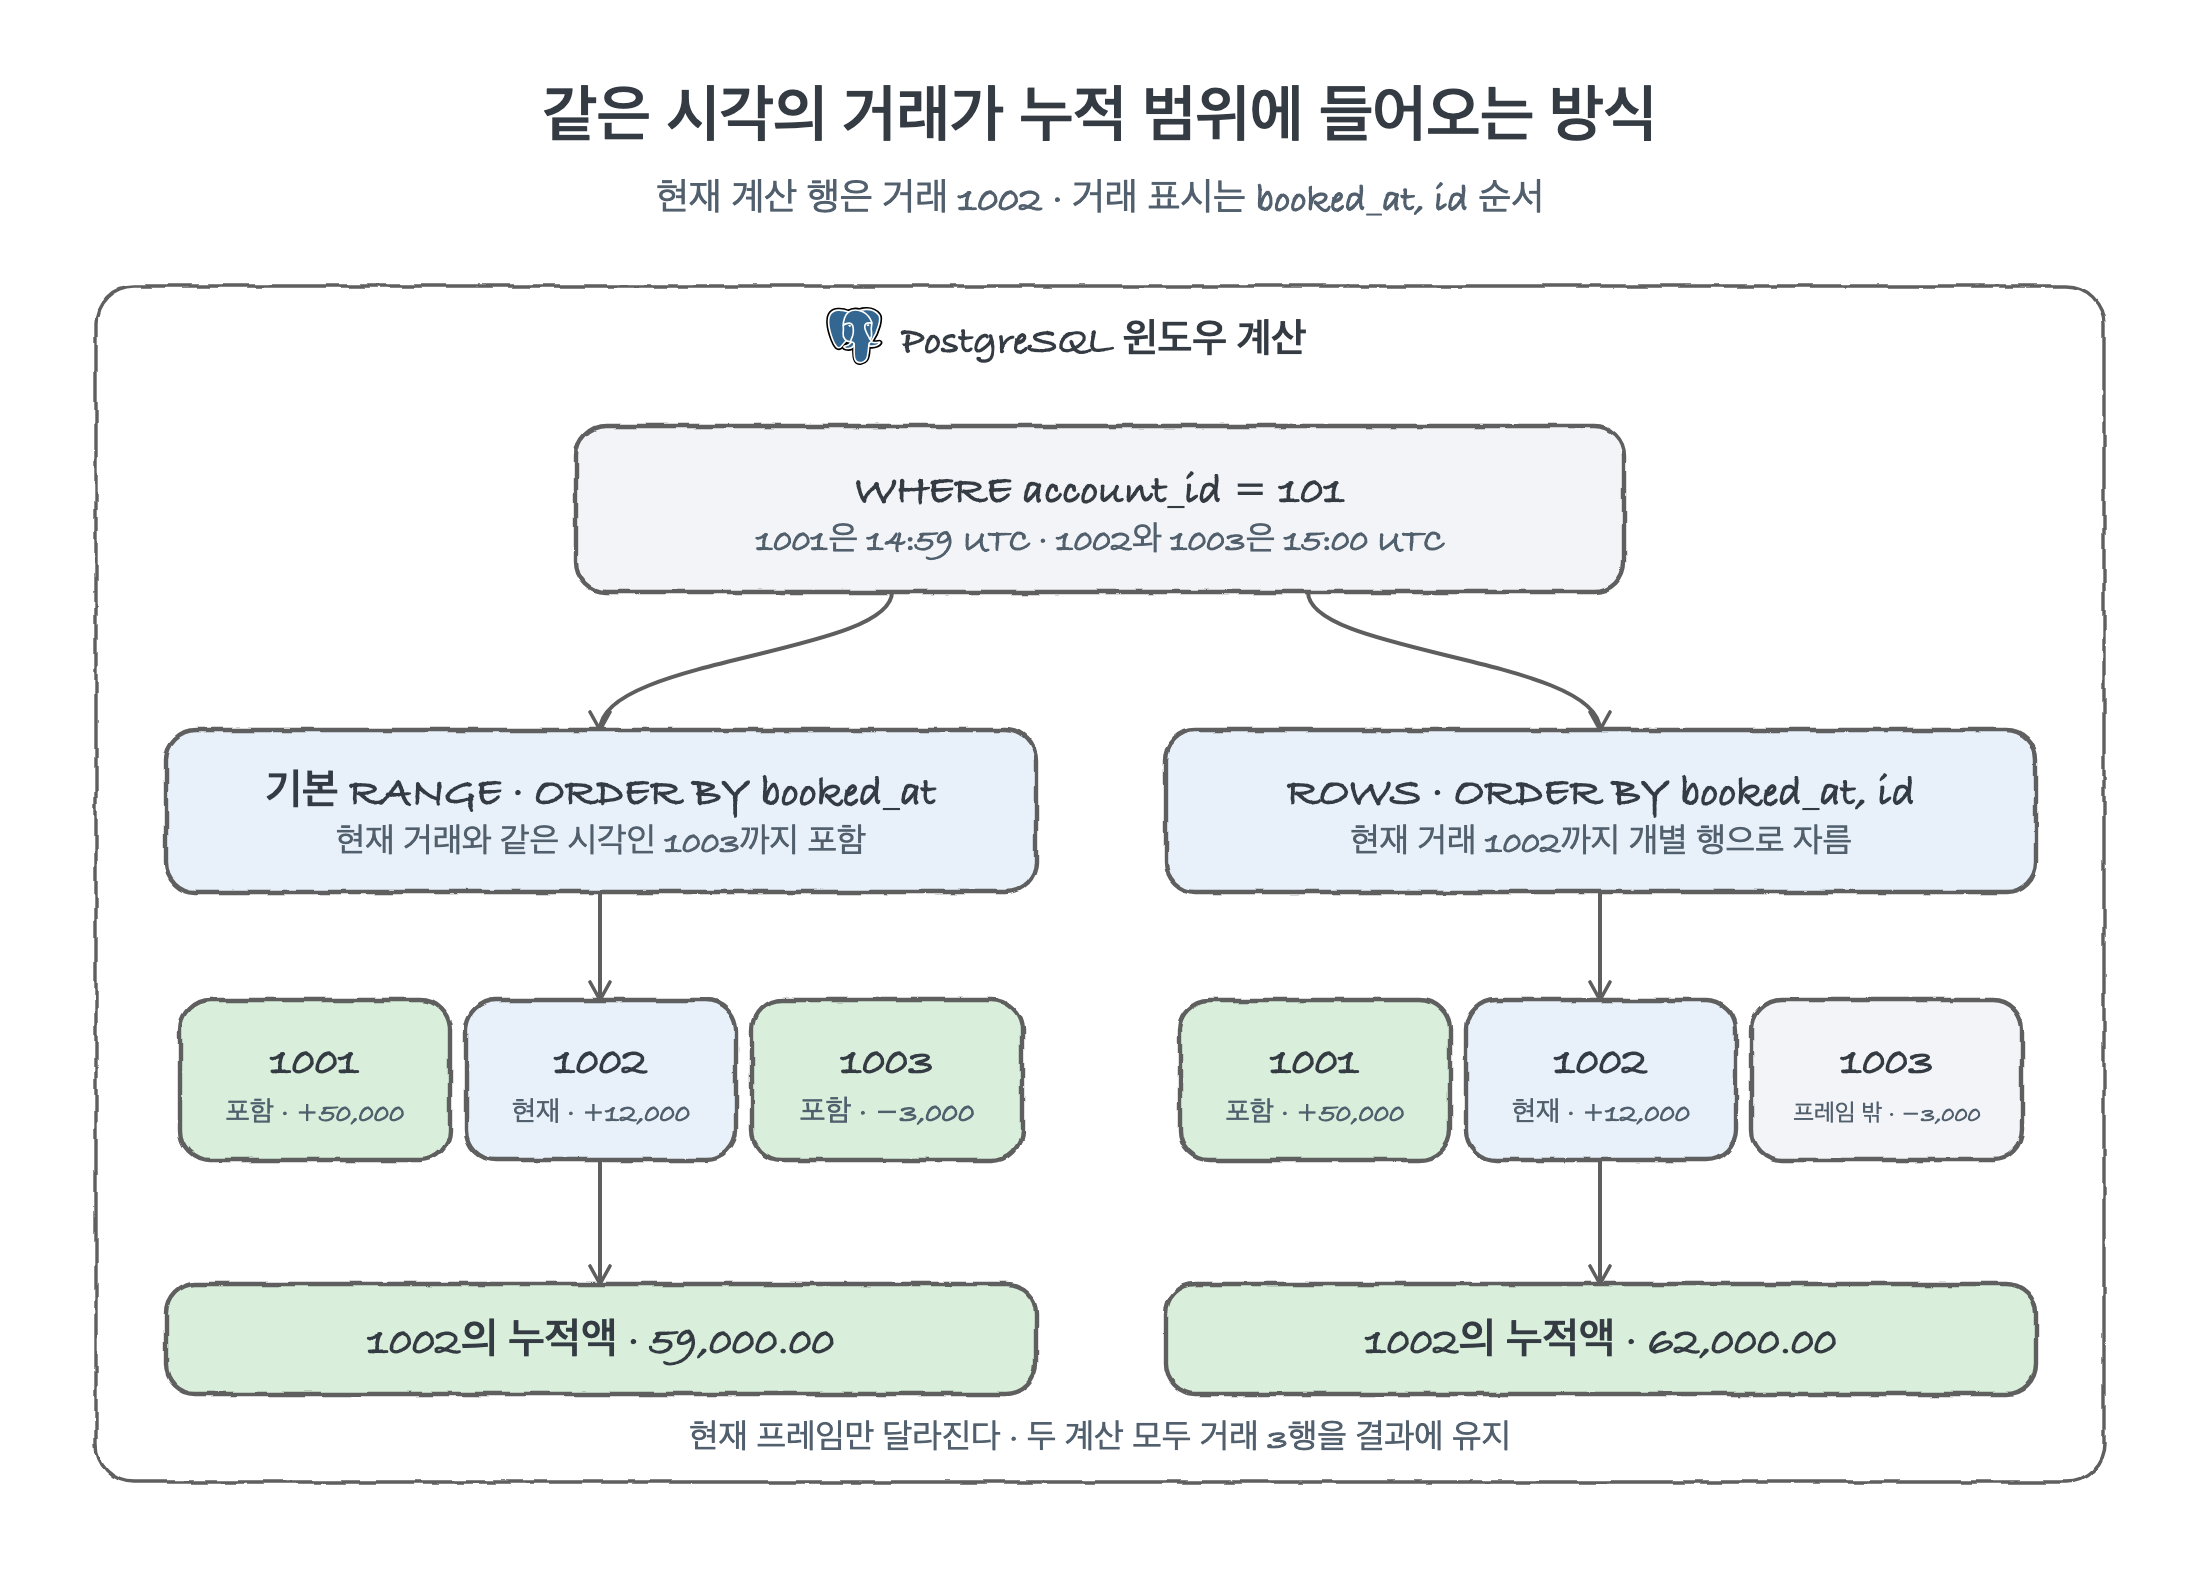 같은 시각의 거래가 누적 범위에 들어오는 방식
현재 계산 행은 거래 1002 · 거래 표시는 booked_at, id 순서
PostgreSQL 윈도우 계산
WHERE account_id = 101
1001은 14:59 UTC · 1002와 1003은 15:00 UTC
기본 RANGE · ORDER BY booked_at
현재 거래와 같은 시각인 1003까지 포함
ROWS · ORDER BY booked_at, id
현재 거래 1002까지 개별 행으로 자름
1001
포함 · +50,000
1002
현재 · +12,000
1003
포함 · −3,000
1001
포함 · +50,000
1002
현재 · +12,000
1003
프레임 밖 · −3,000
1002의 누적액 · 59,000.00
1002의 누적액 · 62,000.00
현재 프레임만 달라진다 · 두 계산 모두 거래 3행을 결과에 유지